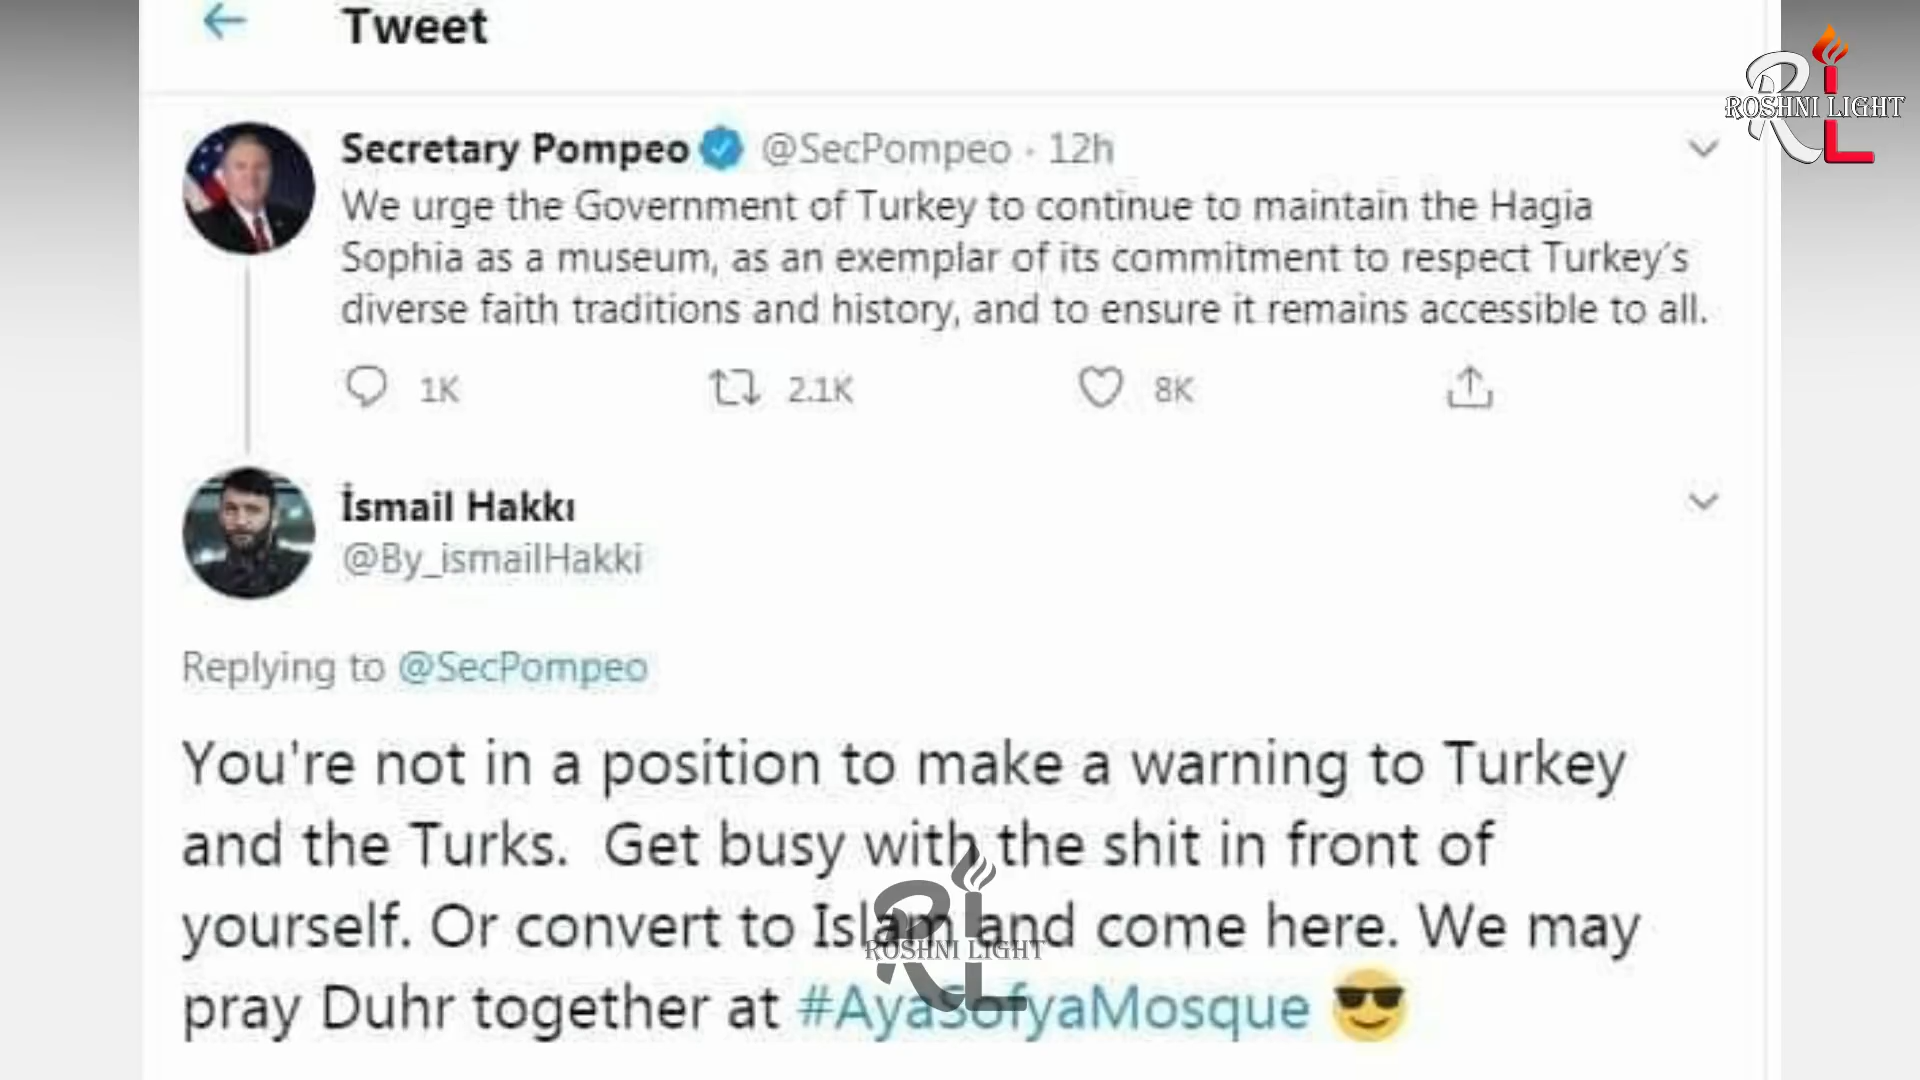 Tweet
ROSHNI LIGHT
Secretary Pompeo @SecPompeo · 12h
We urge the Government of Turkey to continue to maintain the Hagia
Sophia as a museum, as an exemplar of its commitment to respect Turkey´s
diverse faith traditions and history, and to ensure it remains accessible to all.
1K 2.1K 8K
İsmail Hakkı
@By_ismailHakki
Replying to @SecPompeo
You're not in a position to make a warning to Turkey
and the Turks. Get busy with the shit in front of
yourself. Or convert to Islam and come here. We may
ROSHNI LIGHT
pray Duhr together at #AyaSofyaMosque 😎